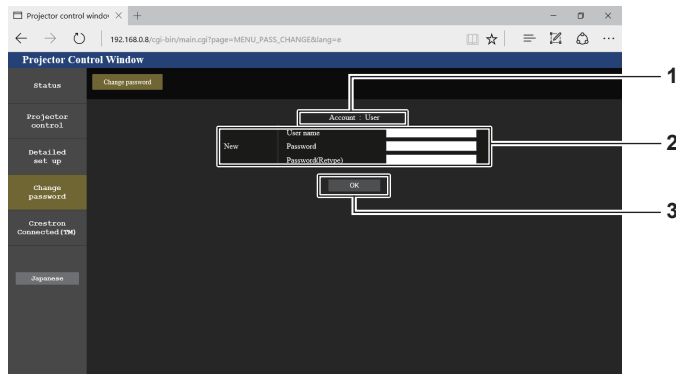 Projector control window
192.168.0.8/cgi-bin/main.cgi?page=MENU_PASS_CHANGE&lang=e
Projector Control Window
Status
Change password
1
Projector
control
Account : User
User name
New
Password
2
Password(Retype)
Detailed
set up
OK
3
Change
password
Crestron
Connected(TM)
Japanese